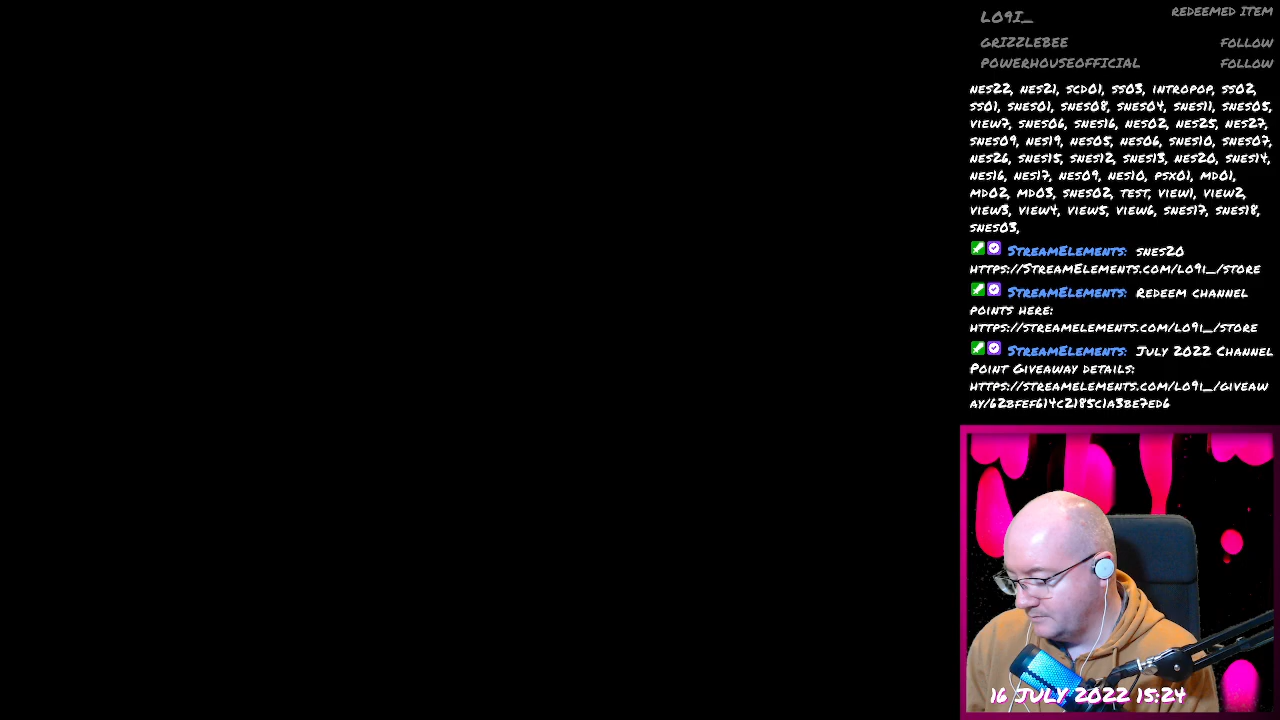 LO9I_ REDEEMED ITEM
GRIZZLEBEE FOLLOW
POWERHOUSEOFFICIAL FOLLOW
NES22, NES21, SCD01, SS03, INTROPOP, SS02,
SS01, SNES01, SNES08, SNES04, SNES11, SNES05,
VIEW7, SNES06, SNES16, NES02, NES25, NES27,
SNES09, NES19, NES05, NES06, SNES10, SNES07,
NES26, SNES15, SNES12, SNES13, NES20, SNES14,
NES16, NES17, NES09, NES10, PSX01, MD01,
MD02, MD03, SNES02, TEST, VIEW1, VIEW2,
VIEW3, VIEW4, VIEW5, VIEW6, SNES17, SNES18,
SNES03,
StreamElements: snes20
https://StreamElements.com/lo9i_/store
StreamElements: Redeem channel
points here:
https://streamelements.com/lo9i_/store
StreamElements: July 2022 Channel
Point Giveaway details:
https://streamelements.com/lo9i_/giveaw
ay/62bfef614c2185c1a3be7ed6
16 JULY 2022 15:24